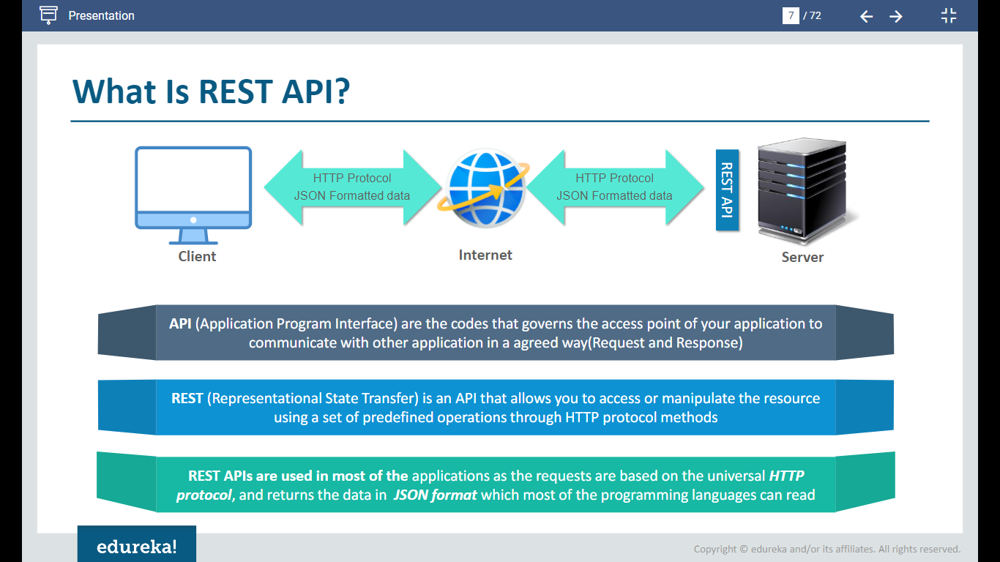 Presentation
7 / 72
What Is REST API?
HTTP Protocol
JSON Formatted data
HTTP Protocol
JSON Formatted data
REST API
Client
Internet
Server
API (Application Program Interface) are the codes that governs the access point of your application to
communicate with other application in a agreed way(Request and Response)
REST (Representational State Transfer) is an API that allows you to access or manipulate the resource
using a set of predefined operations through HTTP protocol methods
REST APIs are used in most of the applications as the requests are based on the universal HTTP
protocol, and returns the data in JSON format which most of the programming languages can read
edureka!
Copyright © edureka and/or its affiliates. All rights reserved.